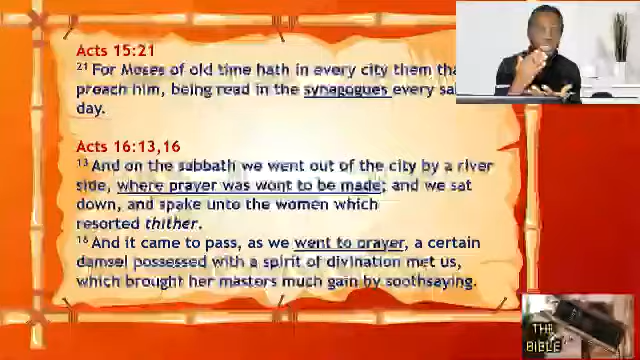 Acts 15:21
21 For Moses of old time hath in every city them
preach him, being read in the synagogues every
day.
Acts 16:13,16
13 And on the sabbath we went out of the city by a river
side, where prayer was wont to be made; and we sat
down, and spake unto the women which
resorted thither.
16 And it came to pass, as we went to prayer, a certain
damsel possessed with a spirit of divination met us,
which brought her masters much gain by soothsaying.
THE
BIBLE